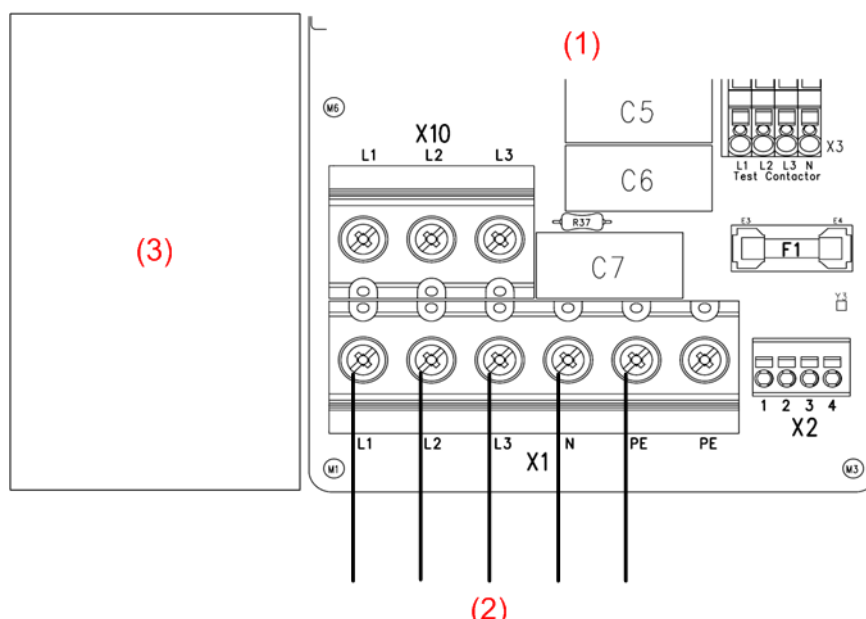 (1)
M6
C5
X10
X3
L1 L2 L3
L1 L2 L3 N
Test Contactor
C6
R37
E3 E4
F1
(3)
C7
Y3
1 2 3 4
X2
L1 L2 L3 N PE PE
X1
M1
M3
(2)